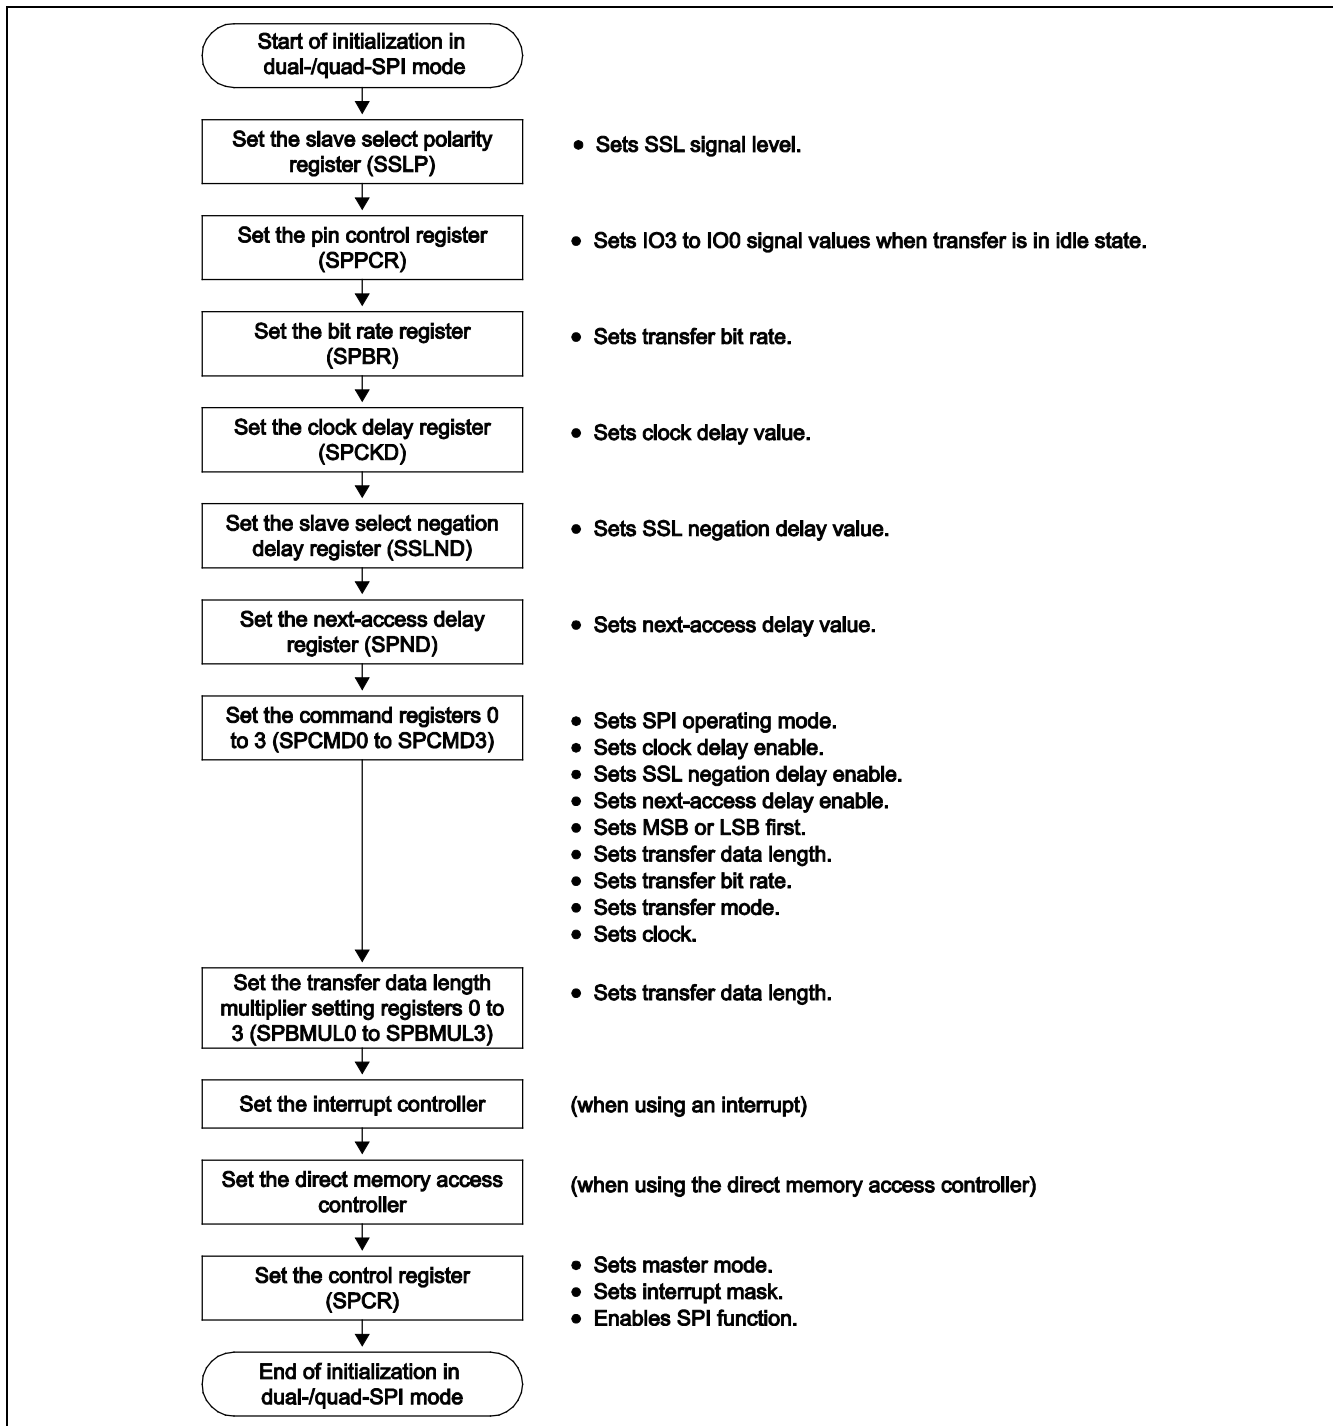 Start of initialization in
dual-/quad-SPI mode
Set the slave select polarity
register (SSLP)
• Sets SSL signal level.
Set the pin control register
(SPPCR)
• Sets IO3 to IO0 signal values when transfer is in idle state.
Set the bit rate register
(SPBR)
• Sets transfer bit rate.
Set the clock delay register
(SPCKD)
• Sets clock delay value.
Set the slave select negation
delay register (SSLND)
• Sets SSL negation delay value.
Set the next-access delay
register (SPND)
• Sets next-access delay value.
Set the command registers 0
to 3 (SPCMD0 to SPCMD3)
• Sets SPI operating mode.
• Sets clock delay enable.
• Sets SSL negation delay enable.
• Sets next-access delay enable.
• Sets MSB or LSB first.
• Sets transfer data length.
• Sets transfer bit rate.
• Sets transfer mode.
• Sets clock.
Set the transfer data length
multiplier setting registers 0 to
3 (SPBMUL0 to SPBMUL3)
• Sets transfer data length.
Set the interrupt controller
(when using an interrupt)
Set the direct memory access
controller
(when using the direct memory access controller)
Set the control register
(SPCR)
• Sets master mode.
• Sets interrupt mask.
• Enables SPI function.
End of initialization in
dual-/quad-SPI mode